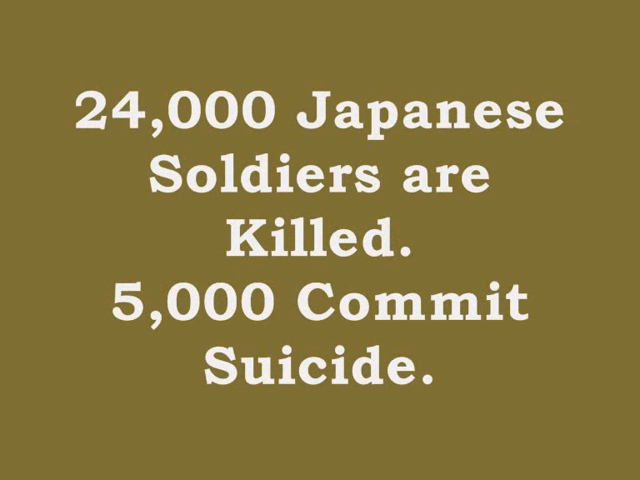 24,000 Japanese
Soldiers are
Killed.
5,000 Commit
Suicide.